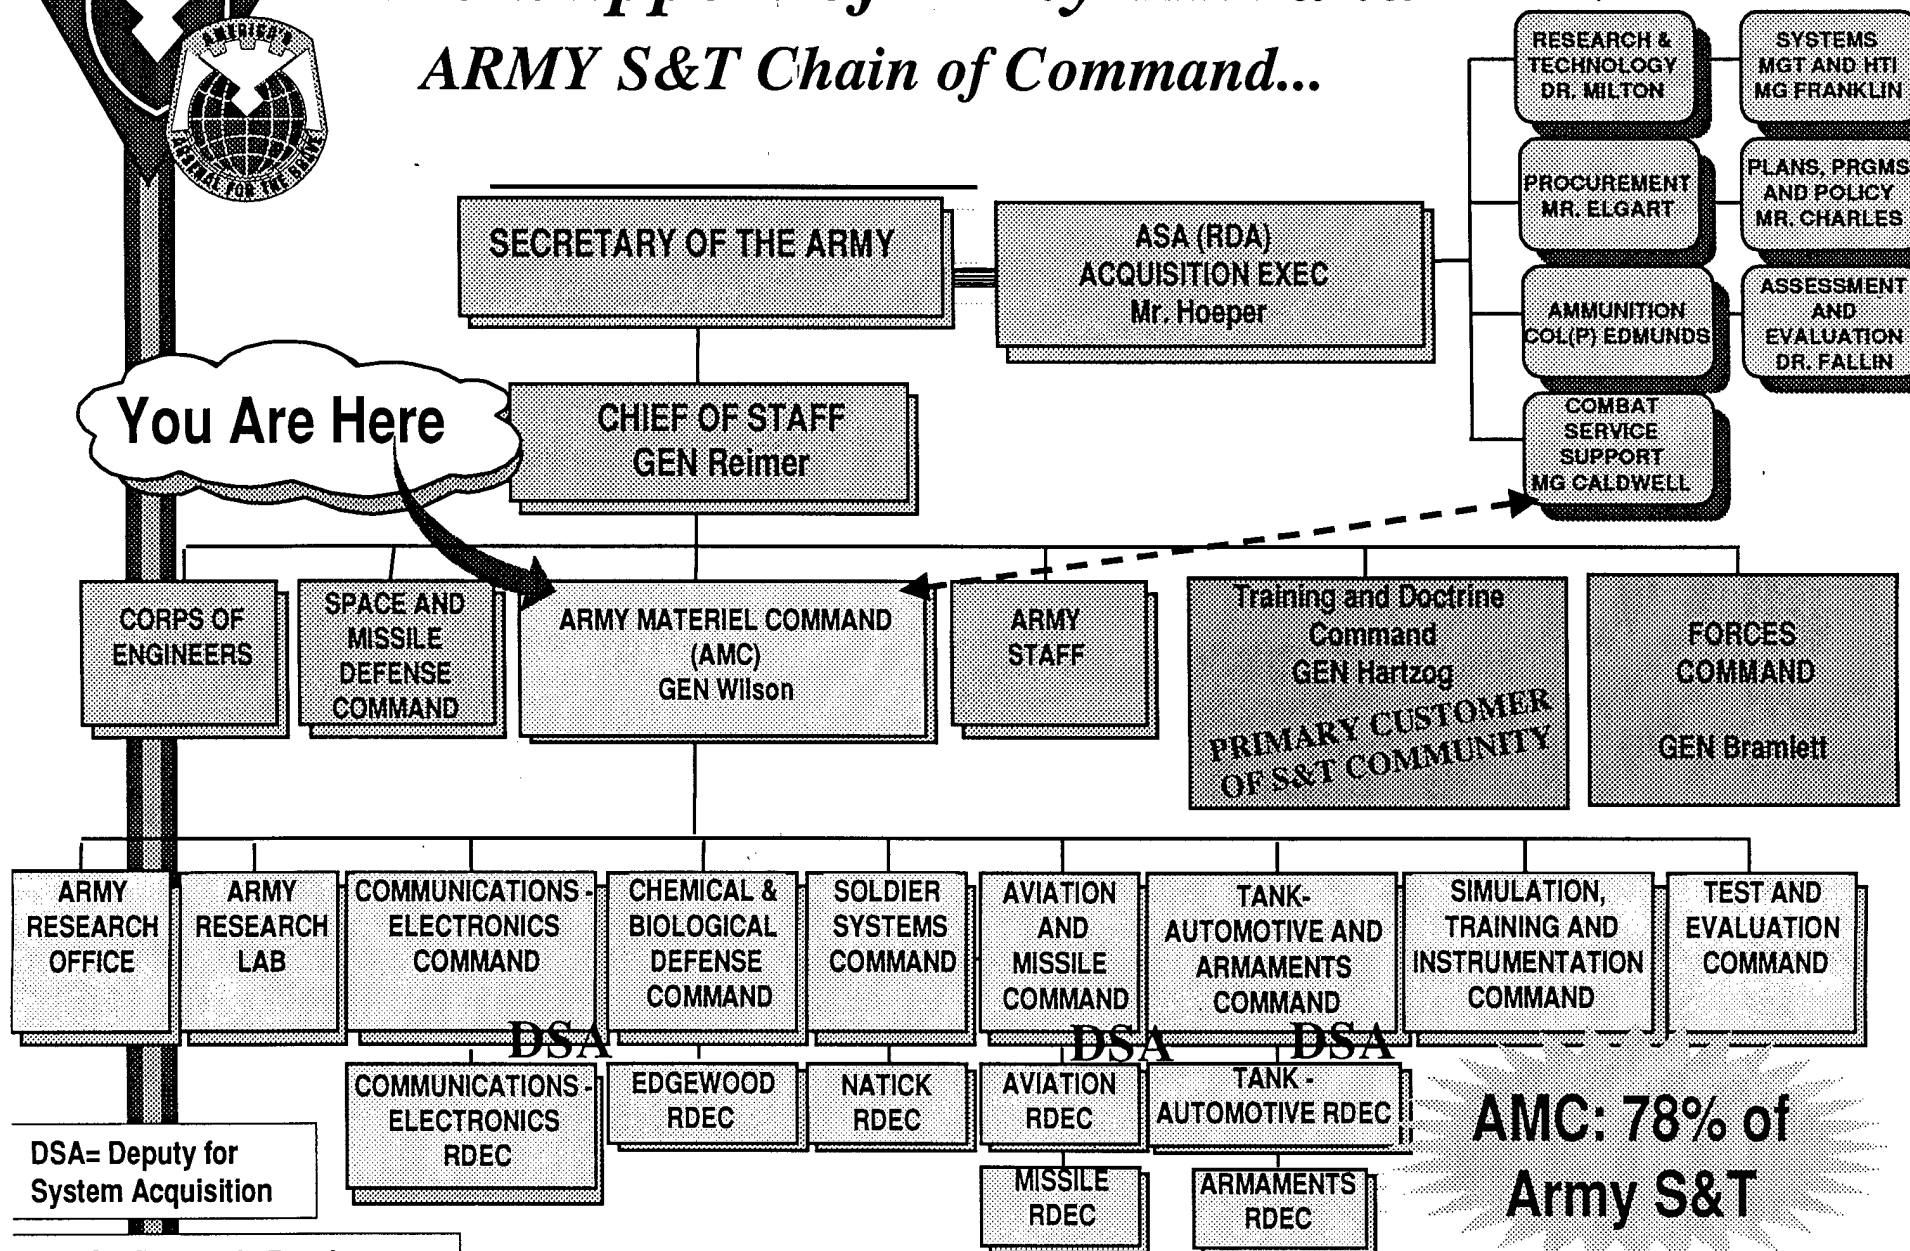 ARMY S&T Chain of Command...
AMERICA'S
ARSENAL FOR THE BRAVE
RESEARCH &
TECHNOLOGY
DR. MILTON
SYSTEMS
MGT AND HTI
MG FRANKLIN
PROCUREMENT
MR. ELGART
PLANS, PRGMS
AND POLICY
MR. CHARLES
AMMUNITION
COL(P) EDMUNDS
ASSESSMENT
AND
EVALUATION
DR. FALLIN
COMBAT
SERVICE
SUPPORT
MG CALDWELL
SECRETARY OF THE ARMY
ASA (RDA)
ACQUISITION EXEC
Mr. Hoeper
You Are Here
CHIEF OF STAFF
GEN Reimer
CORPS OF
ENGINEERS
SPACE AND
MISSILE
DEFENSE
COMMAND
ARMY MATERIEL COMMAND
(AMC)
GEN Wilson
ARMY
STAFF
Training and Doctrine
Command
GEN Hartzog
PRIMARY CUSTOMER
OF S&T COMMUNITY
FORCES
COMMAND
GEN Bramlett
ARMY
RESEARCH
OFFICE
ARMY
RESEARCH
LAB
COMMUNICATIONS -
ELECTRONICS
COMMAND
CHEMICAL &
BIOLOGICAL
DEFENSE
COMMAND
SOLDIER
SYSTEMS
COMMAND
AVIATION
AND
MISSILE
COMMAND
TANK-
AUTOMOTIVE AND
ARMAMENTS
COMMAND
SIMULATION,
TRAINING AND
INSTRUMENTATION
COMMAND
TEST AND
EVALUATION
COMMAND
DSA
DSA
DSA
COMMUNICATIONS -
ELECTRONICS
RDEC
EDGEWOOD
RDEC
NATICK
RDEC
AVIATION
RDEC
TANK -
AUTOMOTIVE RDEC
MISSILE
RDEC
ARMAMENTS
RDEC
AMC: 78% of
Army S&T
DSA= Deputy for
System Acquisition